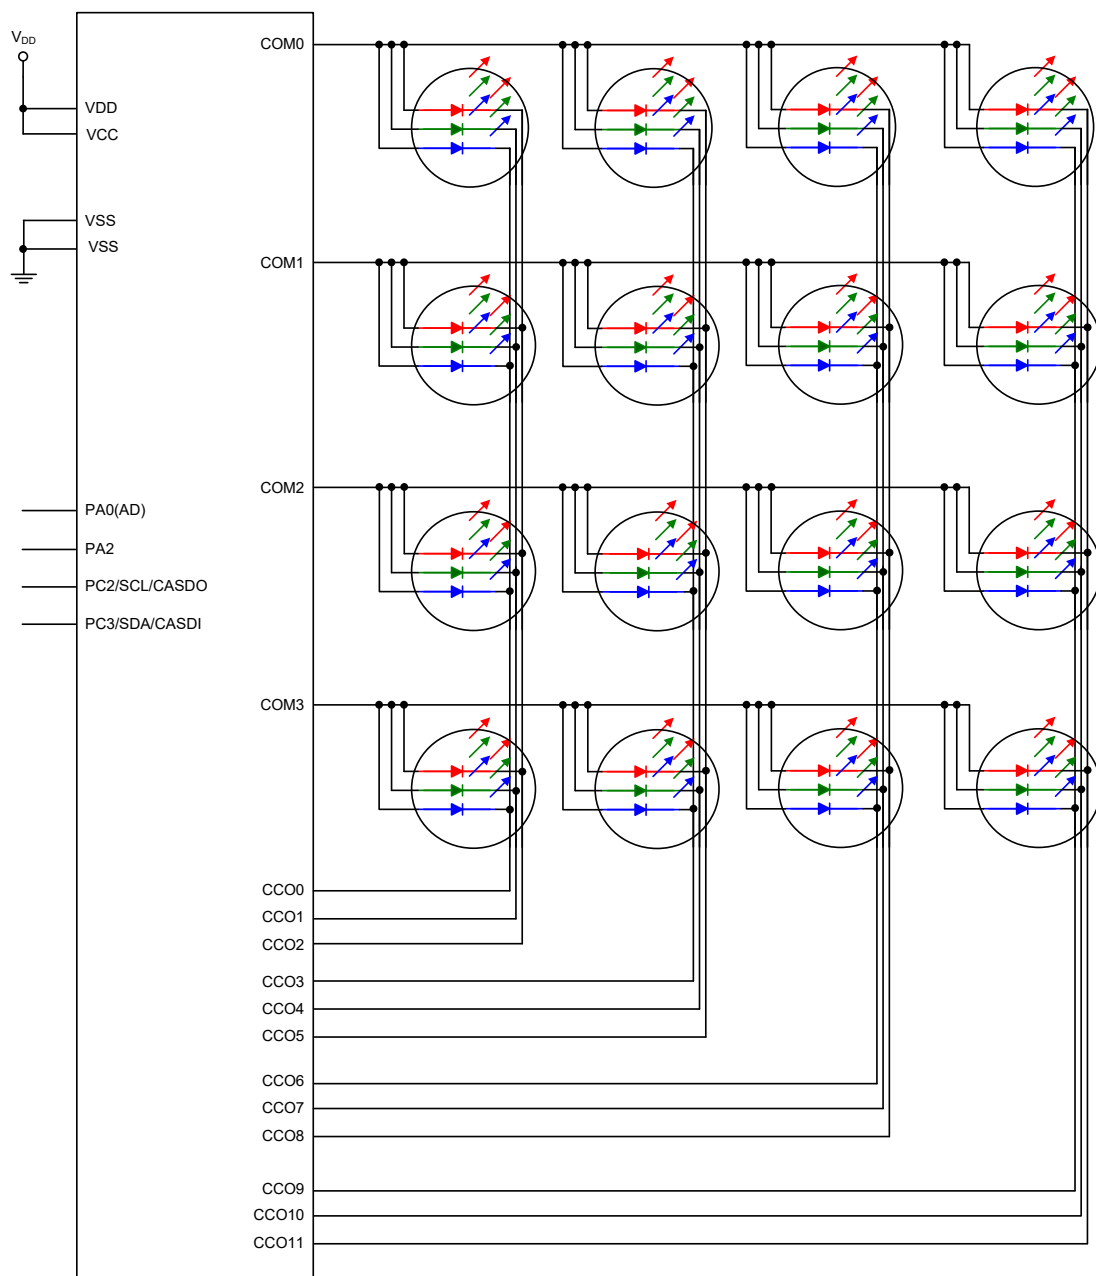 VDD
VDD
VCC
VSS
VSS
PA0(AD)
PA2
PC2/SCL/CASDO
PC3/SDA/CASDI
COM0
COM1
COM2
COM3
CCO0
CCO1
CCO2
CCO3
CCO4
CCO5
CCO6
CCO7
CCO8
CCO9
CCO10
CCO11